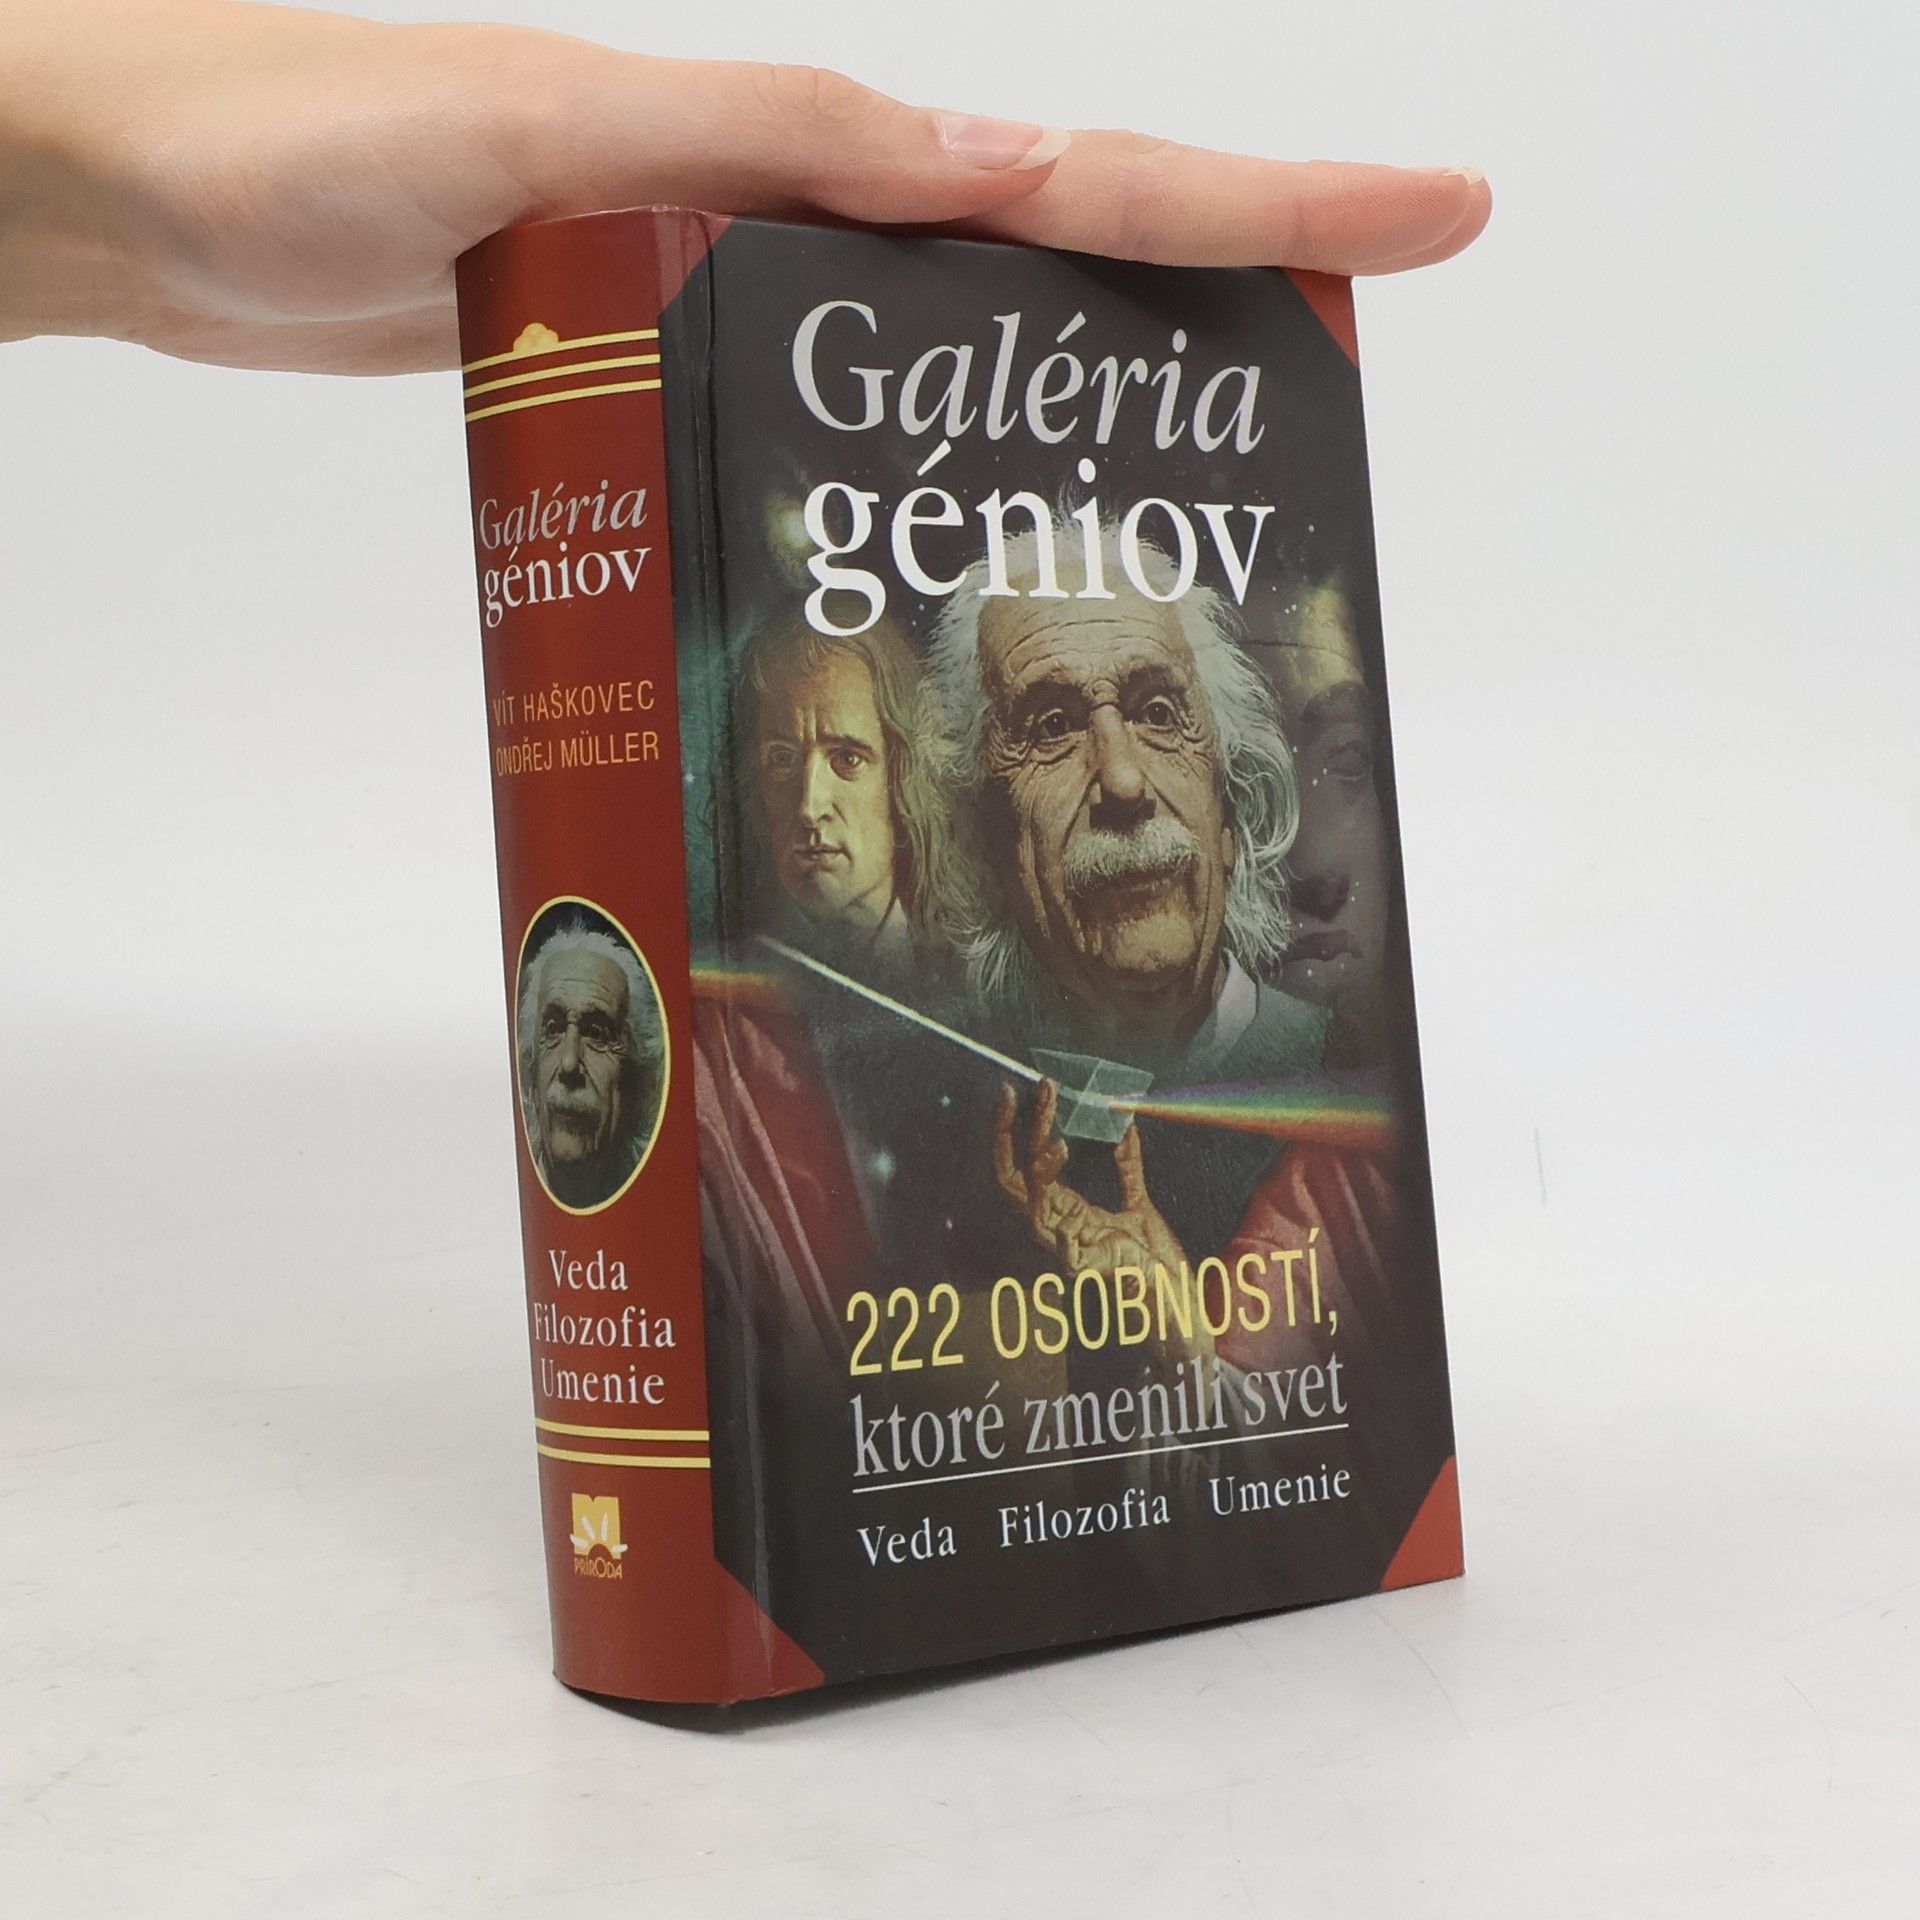 Galéria
géniov
VÍT HAŠKOVEC
ONDŘEJ MÜLLER
Veda
Filozofia
Umenie
PRÍRODA
Galéria
géniov
222 OSOBNOSTÍ,
ktoré zmenili svet
Veda Filozofia Umenie